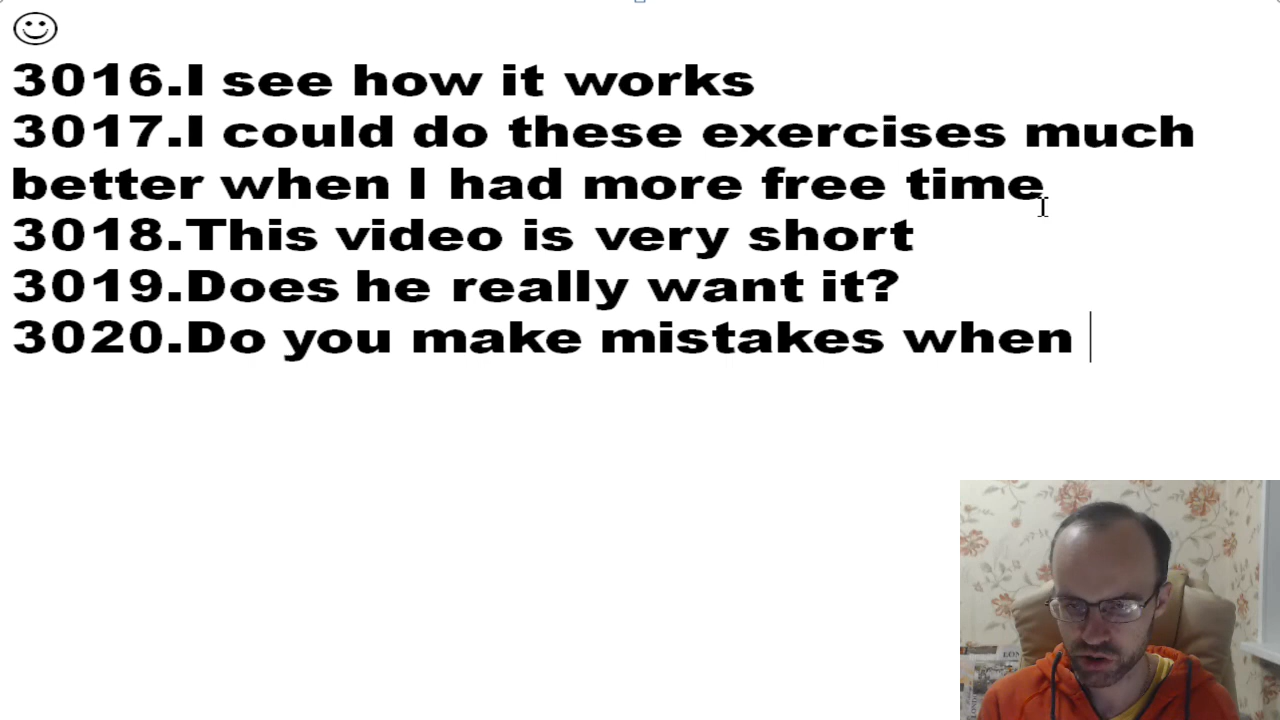 3016.I see how it works
3017.I could do these exercises much
better when I had more free time
3018.This video is very short
3019.Does he really want it?
3020.Do you make mistakes when